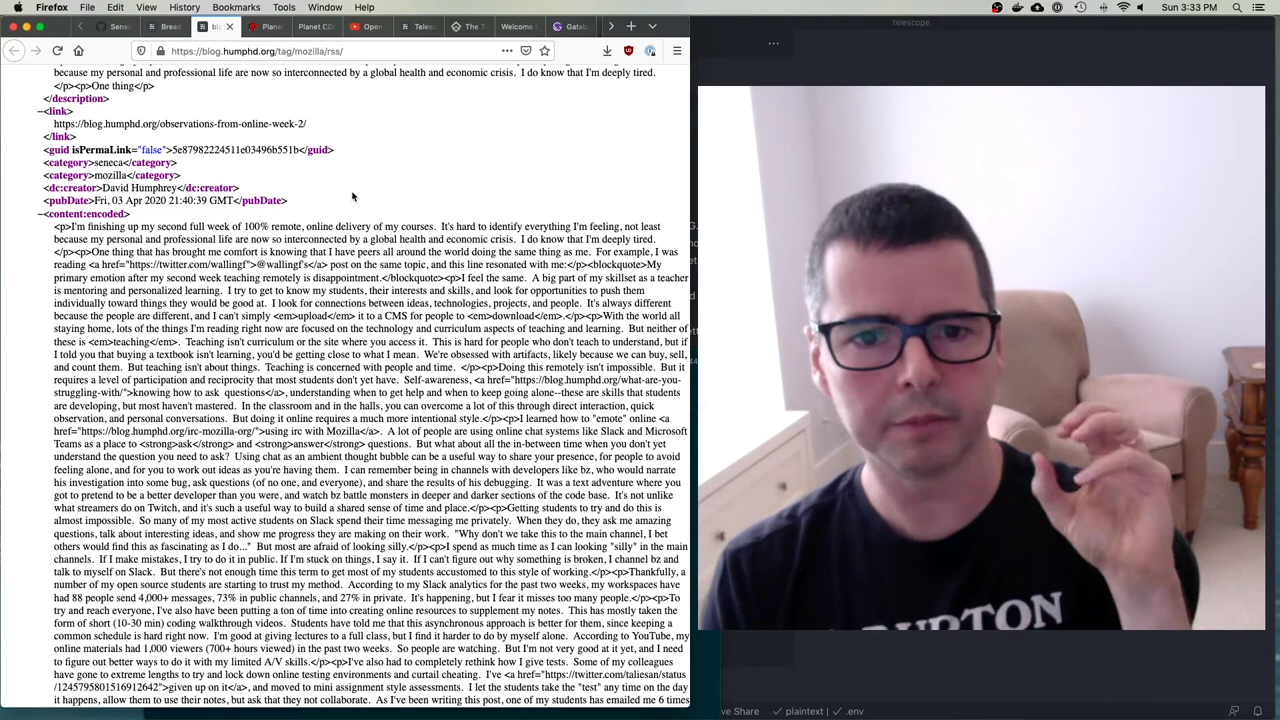 Firefox File Edit View History Bookmarks Tools Window Help
Sun 3:33 PM
telescope
Senec
Bread
blo
Planet
Planet CD
Open
Telesc
The T
Welcome
Gatsb
https://blog.humphd.org/tag/mozilla/rss/
because my personal and professional life are now so interconnected by a global health and economic crisis. I do know that I'm deeply tired.
</p><p>One thing</p>
</description>
−<link>
https://blog.humphd.org/observations-from-online-week-2/
</link>
<guid isPermaLink="false">5e87982224511e03496b551b</guid>
<category>seneca</category>
<category>mozilla</category>
<dc:creator>David Humphrey</dc:creator>
<pubDate>Fri, 03 Apr 2020 21:40:39 GMT</pubDate>
−<content:encoded>
<p>I'm finishing up my second full week of 100% remote, online delivery of my courses. It's hard to identify everything I'm feeling, not least
because my personal and professional life are now so interconnected by a global health and economic crisis. I do know that I'm deeply tired.
</p><p>One thing that has brought me comfort is knowing that I have peers all around the world doing the same thing as me. For example, I was
reading <a href="https://twitter.com/wallingf">@wallingf's</a> post on the same topic, and this line resonated with me:</p><blockquote>My
primary emotion after my second week teaching remotely is disappointment.</blockquote><p>I feel the same. A big part of my skillset as a teacher
is mentoring and personalized learning. I try to get to know my students, their interests and skills, and look for opportunities to push them
individually toward things they would be good at. I look for connections between ideas, technologies, projects, and people. It's always different
because the people are different, and I can't simply <em>upload</em> it to a CMS for people to <em>download</em>.</p><p>With the world all
staying home, lots of the things I'm reading right now are focused on the technology and curriculum aspects of teaching and learning. But neither of
these is <em>teaching</em>. Teaching isn't curriculum or the site where you access it. This is hard for people who don't teach to understand, but if
I told you that buying a textbook isn't learning, you'd be getting close to what I mean. We're obsessed with artifacts, likely because we can buy, sell,
and count them. But teaching isn't about things. Teaching is concerned with people and time. </p><p>Doing this remotely isn't impossible. But it
requires a level of participation and reciprocity that most students don't yet have. Self-awareness, <a href="https://blog.humphd.org/what-are-you-
struggling-with/">knowing how to ask questions</a>, understanding when to get help and when to keep going alone--these are skills that students
are developing, but most haven't mastered. In the classroom and in the halls, you can overcome a lot of this through direct interaction, quick
observation, and personal conversations. But doing it online requires a much more intentional style.</p><p>I learned how to "emote" online <a
href="https://blog.humphd.org/irc-mozilla-org/">using irc with Mozilla</a>. A lot of people are using online chat systems like Slack and Microsoft
Teams as a place to <strong>ask</strong> and <strong>answer</strong> questions. But what about all the in-between time when you don't yet
understand the question you need to ask? Using chat as an ambient thought bubble can be a useful way to share your presence, for people to avoid
feeling alone, and for you to work out ideas as you're having them. I can remember being in channels with developers like bz, who would narrate
his investigation into some bug, ask questions (of no one, and everyone), and share the results of his debugging. It was a text adventure where you
got to pretend to be a better developer than you were, and watch bz battle monsters in deeper and darker sections of the code base. It's not unlike
what streamers do on Twitch, and it's such a useful way to build a shared sense of time and place.</p><p>Getting students to try and do this is
almost impossible. So many of my most active students on Slack spend their time messaging me privately. When they do, they ask me amazing
questions, talk about interesting ideas, and show me progress they are making on their work. "Why don't we take this to the main channel, I bet
others would find this as fascinating as I do..." But most are afraid of looking silly.</p><p>I spend as much time as I can looking "silly" in the main
channels. If I make mistakes, I try to do it in public. If I'm stuck on things, I say it. If I can't figure out why something is broken, I channel bz and
talk to myself on Slack. But there's not enough time this term to get most of my students accustomed to this style of working.</p><p>Thankfully, a
number of my open source students are starting to trust my method. According to my Slack analytics for the past two weeks, my workspaces
have had 88 people send 4,000+ messages, 73% in public channels, and 27% in private. It's happening, but I fear it misses too many people.</p><p>To
try and reach everyone, I've also have been putting a ton of time into creating online resources to supplement my notes. This has mostly taken the
form of short (10-30 min) coding walkthrough videos. Students have told me that this asynchronous approach is better for them, since keeping a
common schedule is hard right now. I'm good at giving lectures to a full class, but I find it harder to do by myself alone. According to YouTube, my
online materials had 1,000 viewers (700+ hours viewed) in the past two weeks. So people are watching. But I'm not very good at it yet, and I need
to figure out better ways to do it with my limited A/V skills.</p><p>I've also had to completely rethink how I give tests. Some of my colleagues
have gone to extreme lengths to try and lock down online testing environments and curtail cheating. I've <a href="https://twitter.com/taliesan/status
/1245795801516912642">given up on it</a>, and moved to mini assignment style assessments. I let the students take the "test" any time on the day
it happens, allow them to use their notes, but ask that they not collaborate. As I've been writing this post, one of my students has emailed me 6 times
BURTON
ve Share
plaintext
.env